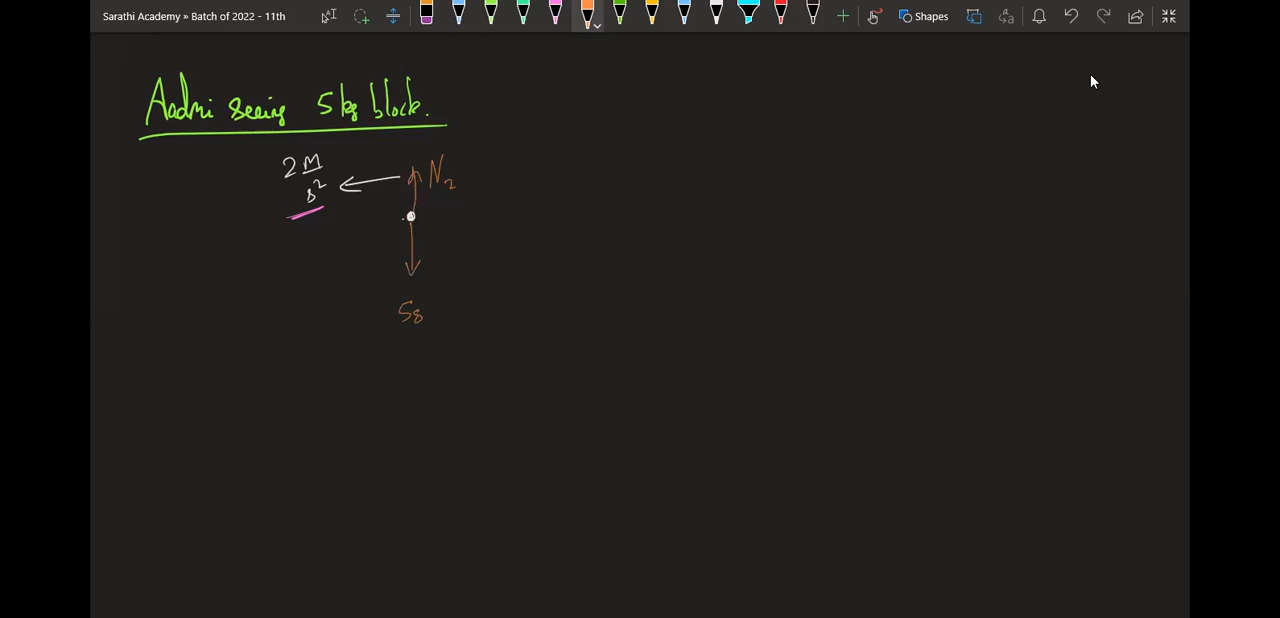 Sarathi Academy » Batch of 2022 - 11th
Shapes
Aadmi seeing 5kg block.
2 M
s²
N₂
5g